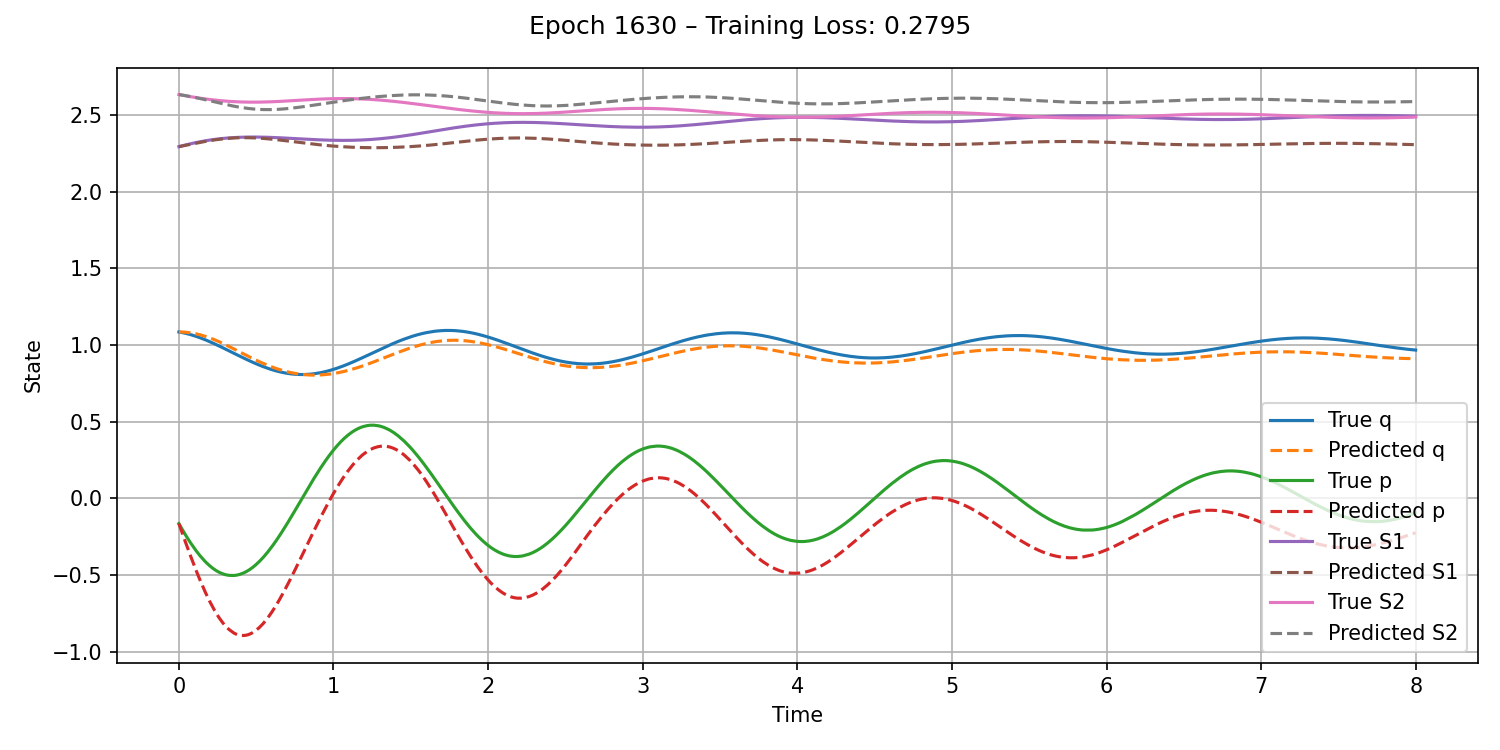 Epoch 1630 – Training Loss: 0.2795
State
2.5
2.0
1.5
1.0
0.5
0.0
−0.5
−1.0
True q
Predicted q
True p
Predicted p
True S1
Predicted S1
True S2
Predicted S2
0 1 2 3 4 5 6 7 8
Time